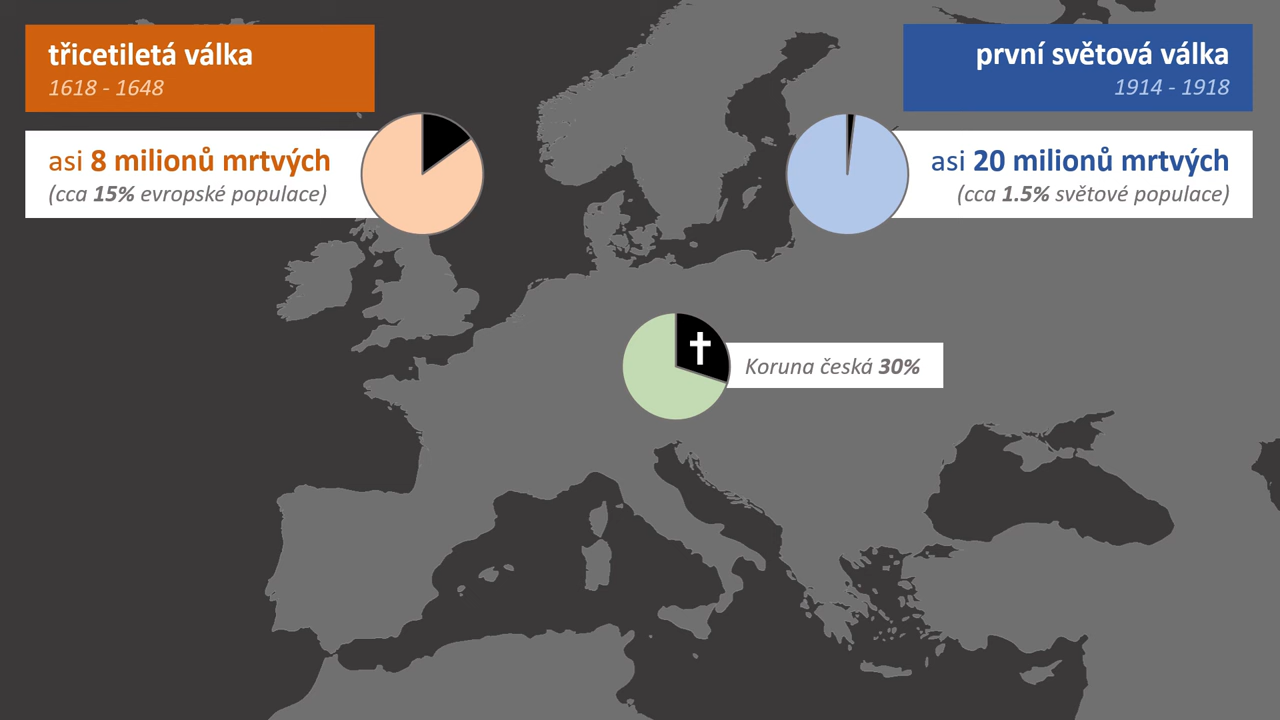 třicetiletá válka
1618 - 1648
asi 8 milionů mrtvých
(cca 15% evropské populace)
první světová válka
1914 - 1918
asi 20 milionů mrtvých
(cca 1.5% světové populace)
Koruna česká 30%